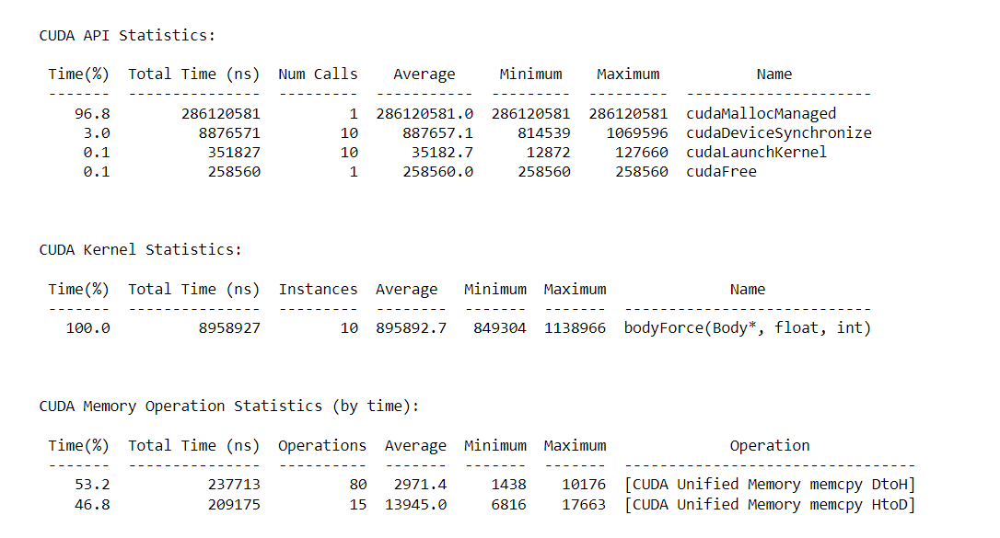 CUDA API Statistics:
Time(%)  Total Time (ns)  Num Calls    Average     Minimum    Maximum           Name
-------  ---------------  ---------  -----------  ---------  ---------  ---------------------
   96.8        286120581          1  286120581.0  286120581  286120581  cudaMallocManaged
    3.0          8876571         10     887657.1     814539    1069596  cudaDeviceSynchronize
    0.1           351827         10      35182.7      12872     127660  cudaLaunchKernel
    0.1           258560          1     258560.0     258560     258560  cudaFree
CUDA Kernel Statistics:
Time(%)  Total Time (ns)  Instances  Average   Minimum  Maximum              Name
-------  ---------------  ---------  --------  -------  -------  ----------------------------
  100.0          8958927         10  895892.7   849304  1138966  bodyForce(Body*, float, int)
CUDA Memory Operation Statistics (by time):
Time(%)  Total Time (ns)  Operations  Average  Minimum  Maximum              Operation
-------  ---------------  ----------  -------  -------  -------  ---------------------------------
   53.2           237713          80   2971.4     1438    10176  [CUDA Unified Memory memcpy DtoH]
   46.8           209175          15  13945.0     6816    17663  [CUDA Unified Memory memcpy HtoD]